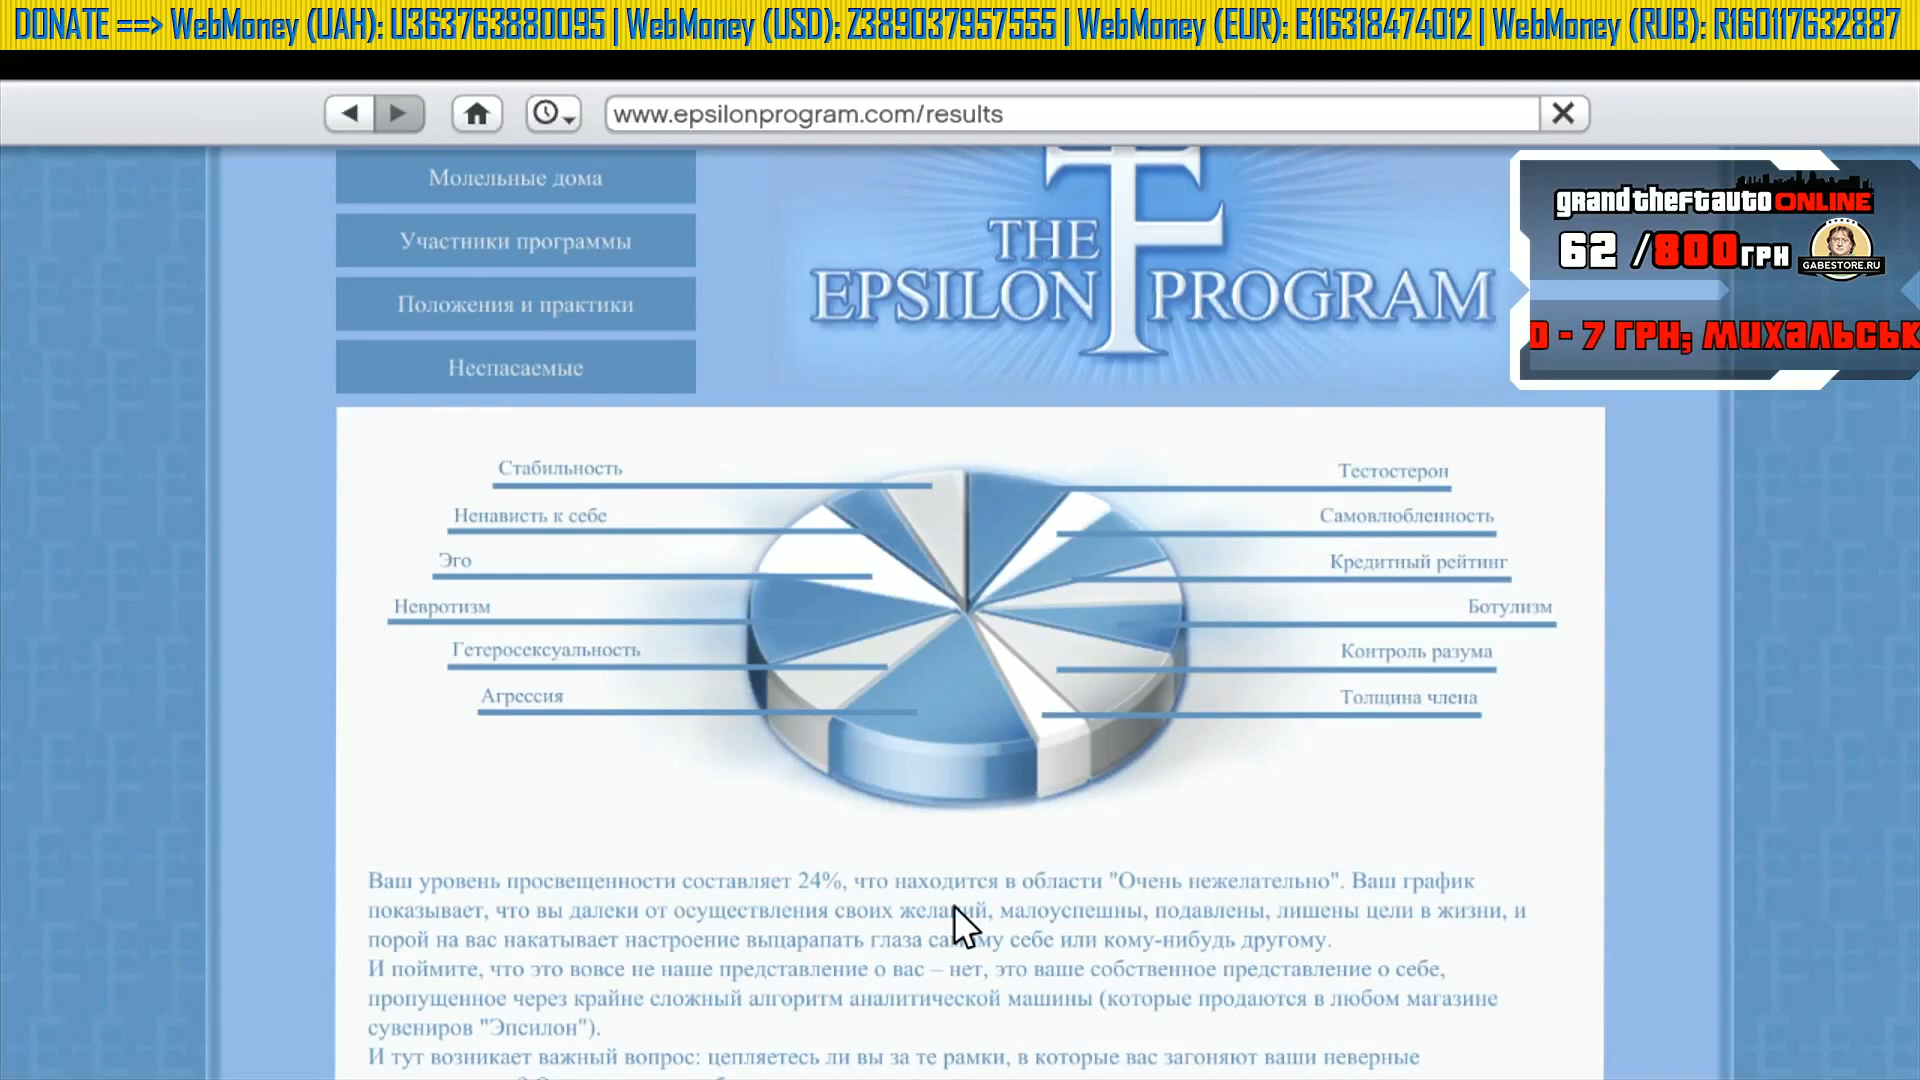 DONATE ==> WebMoney (UAH): U363763880095 | WebMoney (USD): Z389037957555 | WebMoney (EUR): E116318474012 | WebMoney (RUB): R160117632887
www.epsilonprogram.com/results
Молельные дома
Участники программы
Положения и практики
Неспасаемые
THE
EPSILON PROGRAM
grand theft auto ONLINE
62 /800 ГРН
GABESTORE.RU
- 7 ГРН; МИХАЛЬСЬК
Стабильность
Ненависть к себе
Эго
Невротизм
Гетеросексуальность
Агрессия
Тестостерон
Самовлюбленность
Кредитный рейтинг
Ботулизм
Контроль разума
Толщина члена
Ваш уровень просвещенности составляет 24%, что находится в области "Очень нежелательно". Ваш график
показывает, что вы далеки от осуществления своих желаний, малоуспешны, подавлены, лишены цели в жизни, и
порой на вас накатывает настроение выцарапать глаза самому себе или кому-нибудь другому.
И поймите, что это вовсе не наше представление о вас – нет, это ваше собственное представление о себе,
пропущенное через крайне сложный алгоритм аналитической машины (которые продаются в любом магазине
сувениров "Эпсилон").
И тут возникает важный вопрос: цепляетесь ли вы за те рамки, в которые вас загоняют ваши неверные